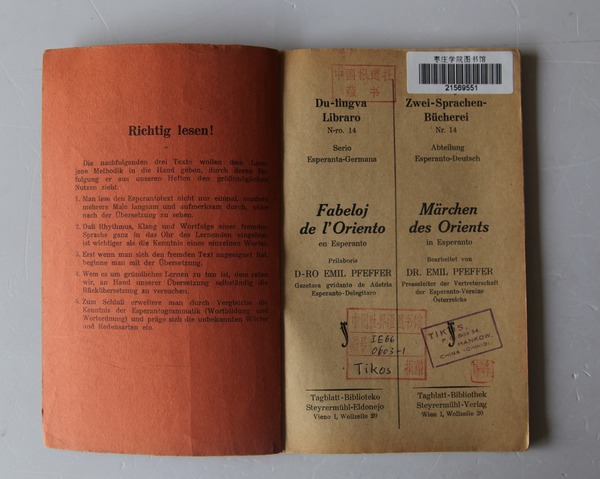 Richtig lesen!
Die nachfolgenden drei Texte wollen dem Leser
jene Methodik in die Hand geben, durch deren Be-
folgung er aus unseren Heften den größtmöglichen
Nutzen zieht.
1. Man lese den Esperantotext nicht nur einmal, sondern
mehrere Male langsam und aufmerksam durch, ohne
nach der Übersetzung zu sehen.
2. Daß Rhythmus, Klang und Wortfolge einer fremden
Sprache ganz in das Ohr des Lernenden eingehen,
ist wichtiger als die Kenntnis eines einzelnen Wortes.
3. Erst wenn man sich den fremden Text angeeignet hat,
beginne man mit der Übersetzung.
4. Wem es um gründliches Lernen zu tun ist, dem raten
wir, an Hand unserer Übersetzung selbständig die
Rückübersetzung zu versuchen.
5. Zum Schluß erweitere man durch Vergleiche die
Kenntnis der Esperantogrammatik (Wortbildung und
Wortordnung) und präge sich die unbekannten Wörter
und Redensarten ein.
枣庄学院图书馆
21569551
藏书
Du-lingva
Libraro
N-ro. 14
Serio
Esperanta-Germana
Fabeloj
de l'Oriento
en Esperanto
Prilaboris
D-RO EMIL PFEFFER
Gazetara gvidanto de Aŭstria
Esperanto-Delegitaro
IE66
0603-1
Tikos
Tagblatt-Biblioteko
Steyrermühl-Eldonejo
Vieno I, Wollzeile 20
Zwei-Sprachen-
Bücherei
Nr. 14
Abteilung
Esperanto-Deutsch
Märchen
des Orients
in Esperanto
Bearbeitet von
DR. EMIL PFEFFER
Presseleiter der Vertreterschaft
der Esperanto-Vereine
Österreichs
TIKOS,
HANKOW,
CHINA
Tagblatt-Bibliothek
Steyrermühl-Verlag
Wien I, Wollzeile 20